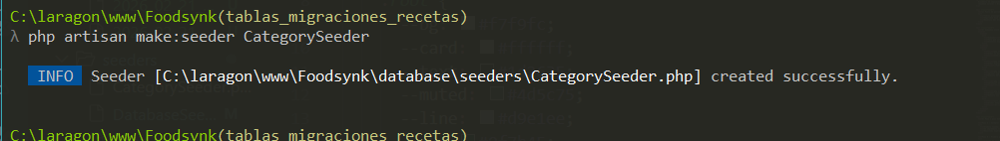 C:\laragon\www\Foodsynk(tablas_migraciones_recetas)
λ php artisan make:seeder CategorySeeder
INFO Seeder [C:\laragon\www\Foodsynk\database\seeders\CategorySeeder.php] created successfully.
C:\laragon\www\Foodsynk(tablas_migraciones_recetas)